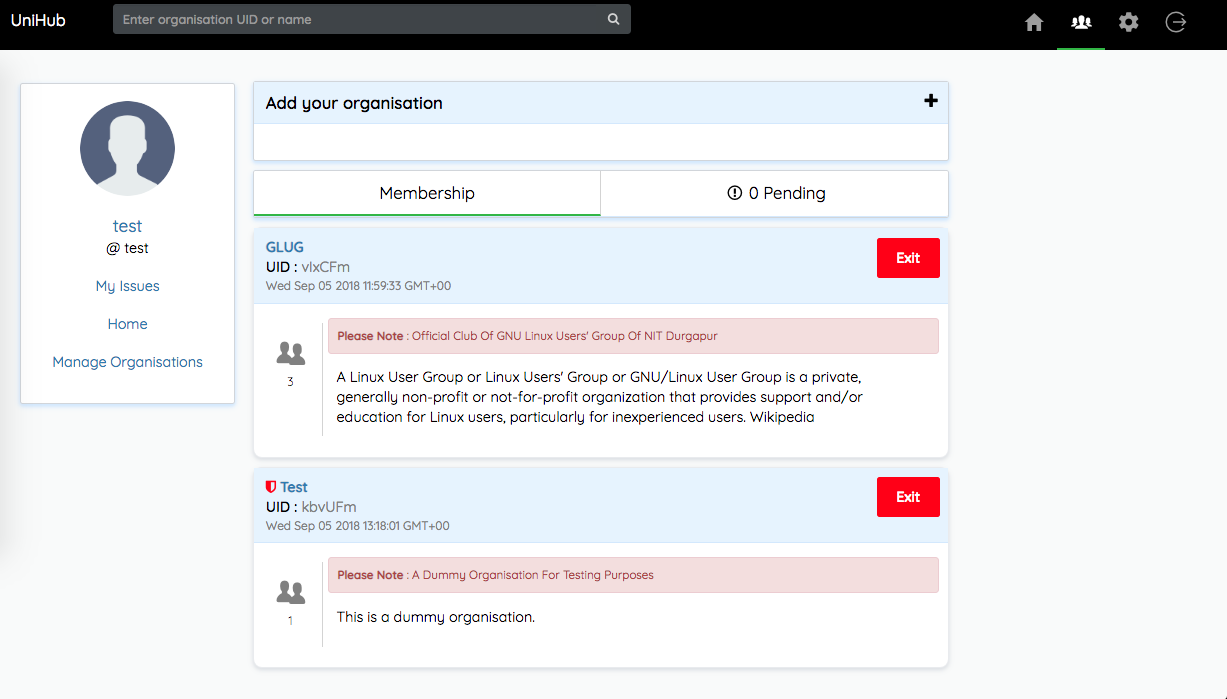 UniHub
Enter organisation UID or name
test
@ test
My Issues
Home
Manage Organisations
Add your organisation
Membership
0 Pending
GLUG
UID : vIxCFm
Wed Sep 05 2018 11:59:33 GMT+00
Exit
3
Please Note : Official Club Of GNU Linux Users' Group Of NIT Durgapur
A Linux User Group or Linux Users' Group or GNU/Linux User Group is a private,
generally non-profit or not-for-profit organization that provides support and/or
education for Linux users, particularly for inexperienced users. Wikipedia
Test
UID : kbvUFm
Wed Sep 05 2018 13:18:01 GMT+00
Exit
1
Please Note : A Dummy Organisation For Testing Purposes
This is a dummy organisation.